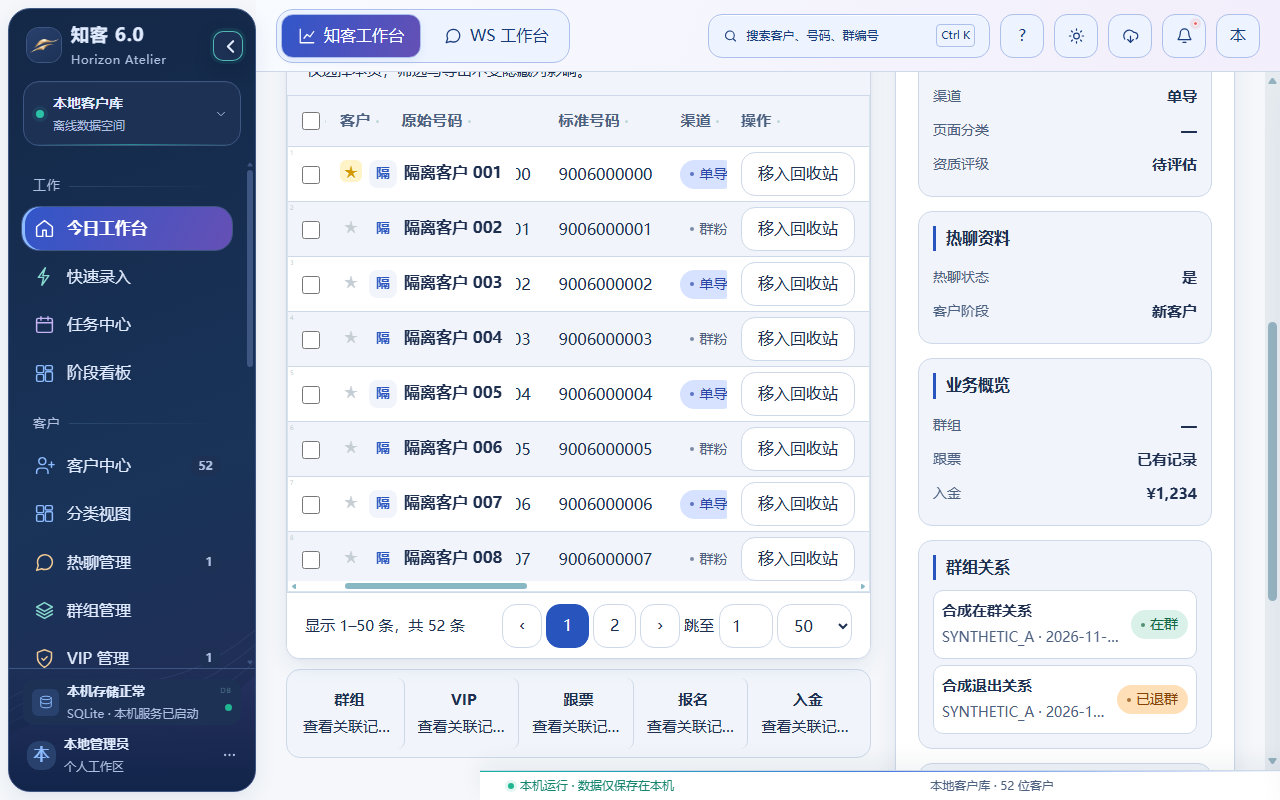 知客 6.0
Horizon Atelier
本地客户库
离线数据空间
工作
今日工作台
快速录入
任务中心
阶段看板
客户
客户中心 52
分类视图
热聊管理 1
群组管理
VIP 管理 1
本机存储正常 DB
SQLite · 本机服务已启动
本 本地管理员 ···
个人工作区
知客工作台 WS 工作台
搜索客户、号码、群编号 Ctrl K
? 本
客户 原始号码 标准号码 渠道 操作
1 ★ 隔 隔离客户 001 00 9006000000 • 单导 移入回收站
2 ★ 隔 隔离客户 002 01 9006000001 • 群粉 移入回收站
3 ★ 隔 隔离客户 003 02 9006000002 • 单导 移入回收站
4 ★ 隔 隔离客户 004 03 9006000003 • 群粉 移入回收站
5 ★ 隔 隔离客户 005 04 9006000004 • 单导 移入回收站
6 ★ 隔 隔离客户 006 05 9006000005 • 群粉 移入回收站
7 ★ 隔 隔离客户 007 06 9006000006 • 单导 移入回收站
8 ★ 隔 隔离客户 008 07 9006000007 • 群粉 移入回收站
显示 1–50 条，共 52 条 ‹ 1 2 › 跳至 1 50
群组 VIP 跟票 报名 入金
查看关联记... 查看关联记... 查看关联记... 查看关联记... 查看关联记...
渠道 单导
页面分类 —
资质评级 待评估
热聊资料
热聊状态 是
客户阶段 新客户
业务概览
群组 —
跟票 已有记录
入金 ¥1,234
群组关系
合成在群关系
SYNTHETIC_A · 2026-11-... • 在群
合成退出关系
SYNTHETIC_A · 2026-1... • 已退群
本机运行 · 数据仅保存在本机 本地客户库 · 52 位客户